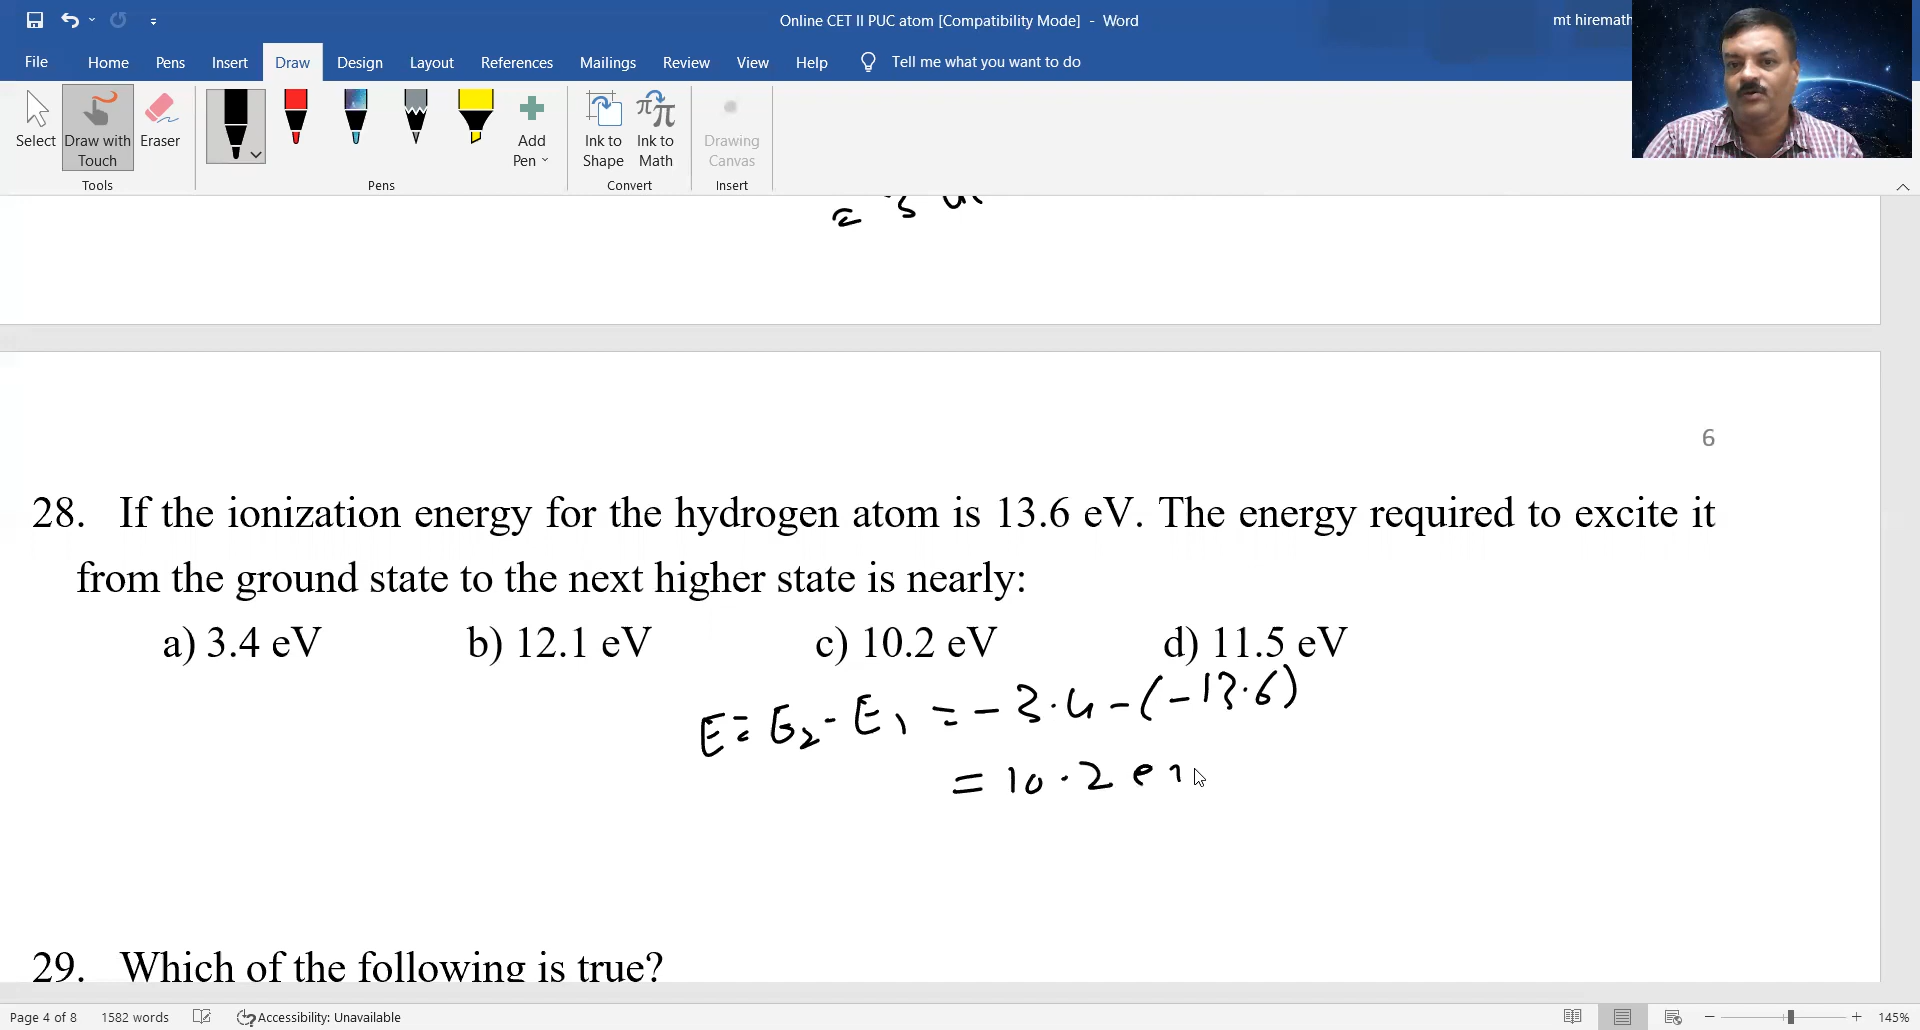 Online CET II PUC atom [Compatibility Mode] - Word
mt hiremath
File Home Pens Insert Draw Design Layout References Mailings Review View Help Tell me what you want to do
Select Draw with Touch Eraser Add Pen Ink to Shape Ink to Math Drawing Canvas
Tools Pens Convert Insert
6
28. If the ionization energy for the hydrogen atom is 13.6 eV. The energy required to excite it
from the ground state to the next higher state is nearly:
a) 3.4 eV b) 12.1 eV c) 10.2 eV d) 11.5 eV
E = E₂ - E₁ = -3.4 - (-13.6)
= 10.2 e
29. Which of the following is true?
Page 4 of 8 1582 words Accessibility: Unavailable 145%